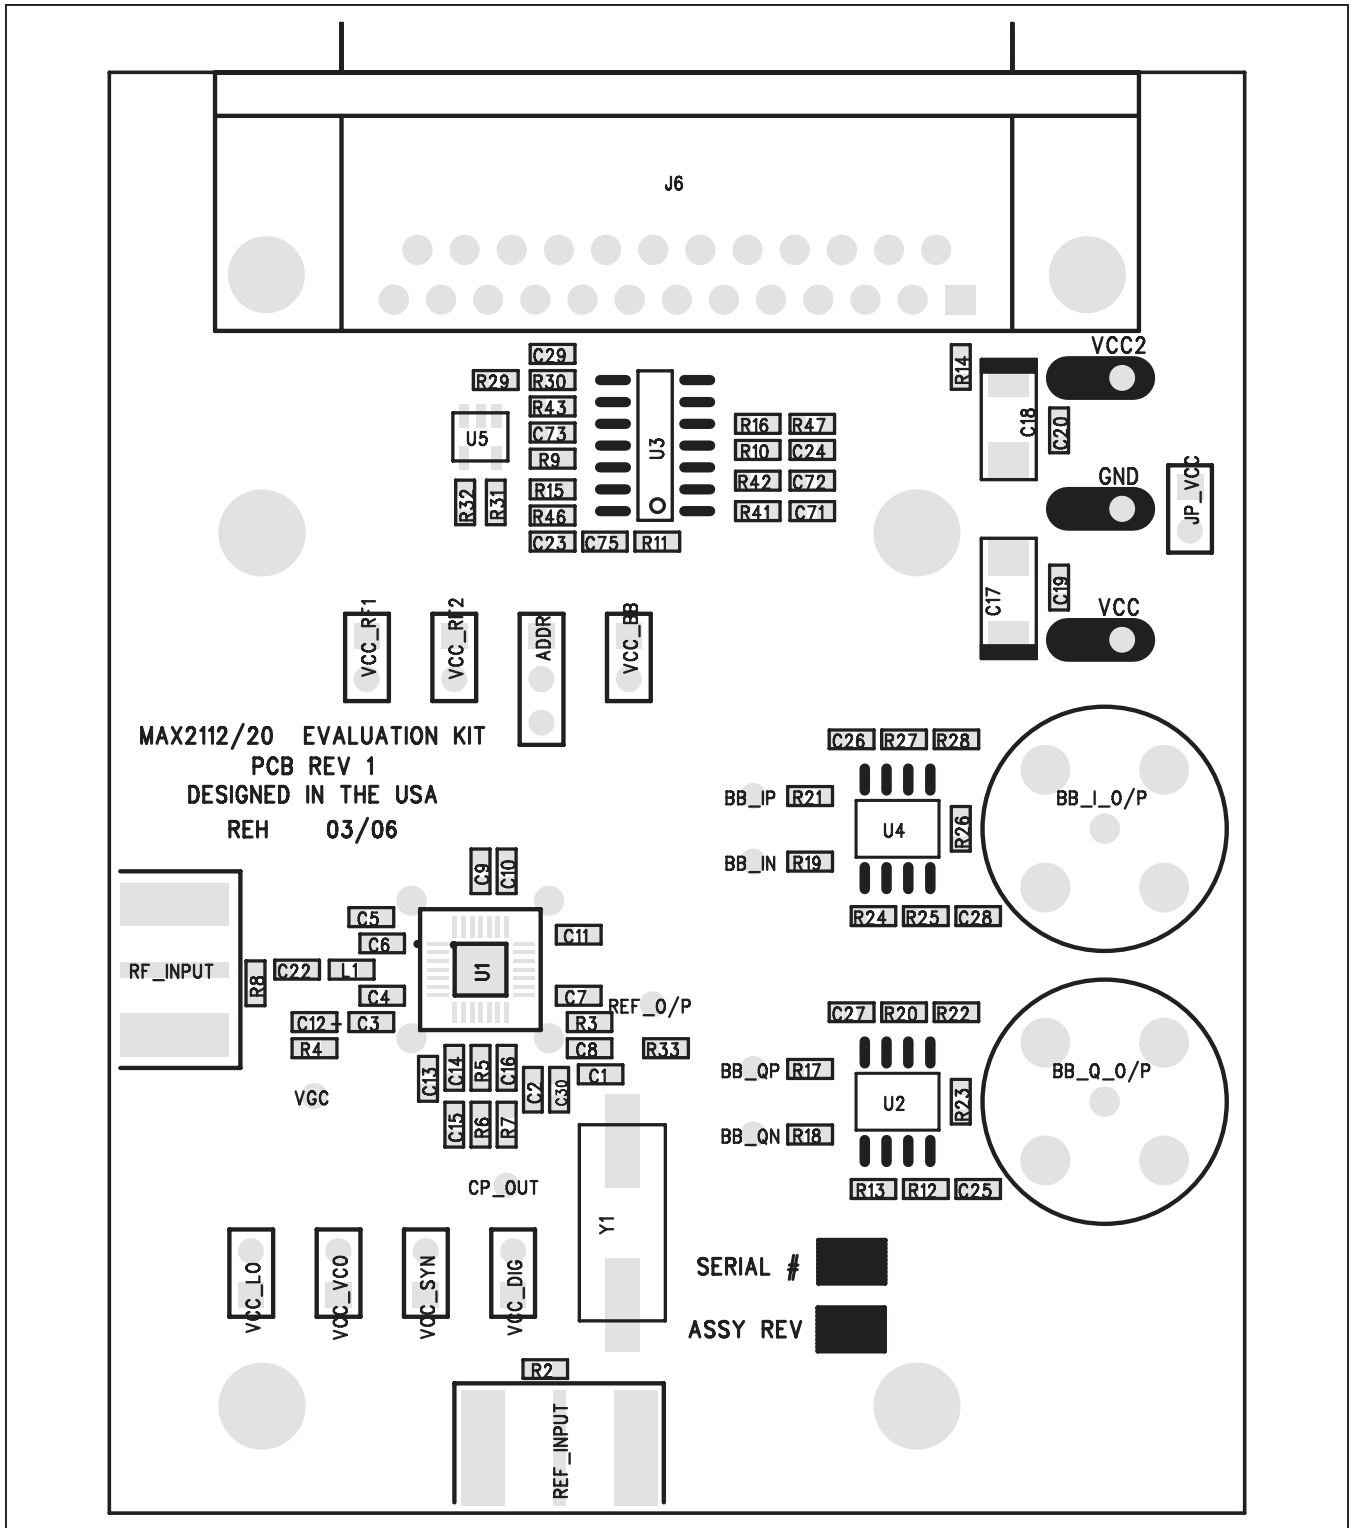 J6
VCC2
R14
C29
R29 R30
R43
U5
C73
R9
U3
R16 R47
R10 C24
C18
C20
GND
JP_VCC
R42 C72
R32
R31
R15
R46
R41 C71
C23 C75 R11
C17
C19
VCC
VCC_RF1
VCC_RF2
ADDR
VCC_BB
MAX2112/20 EVALUATION KIT
PCB REV 1
DESIGNED IN THE USA
REH 03/06
C26 R27 R28
BB_IP R21
BB_I_O/P
U4
R26
BB_IN R19
R24 R25 C28
C9
C10
C5
C6
C11
RF_INPUT
R8
C22 L1
U1
C4
C7
REF_O/P
C12+ C3
R3
R4
C8
R33
C27 R20 R22
C13
C14
R5
C16
C2
C30
C1
VGC
C15
R6
R7
BB_QP R17
BB_Q_O/P
U2
R23
BB_QN R18
R13 R12 C25
CP_OUT
Y1
VCC_LO
VCC_VCO
VCC_SYN
VCC_DIG
SERIAL #
ASSY REV
R2
REF_INPUT